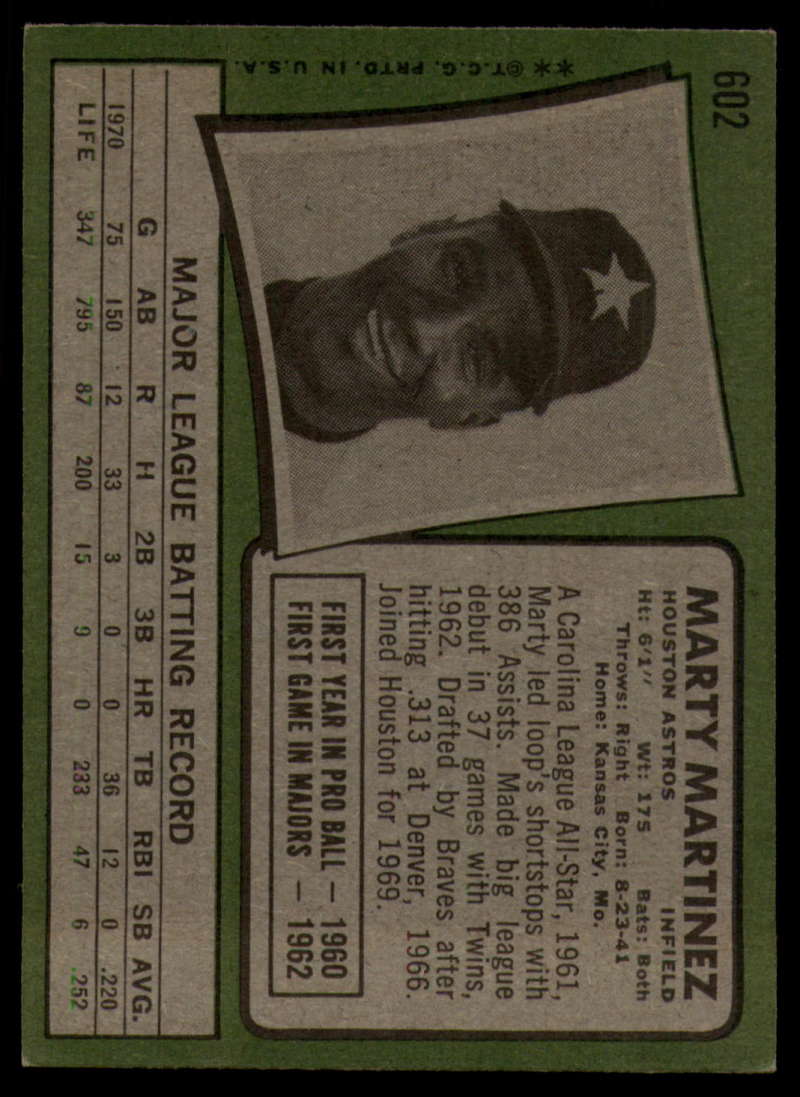 602
MARTY MARTINEZ
HOUSTON ASTROS INFIELD
Ht: 6'1" Wt: 175 Bats: Both
Throws: Right Born: 8-23-41
Home: Kansas City, Mo.
A Carolina League All-Star, 1961,
Marty led loop's shortstops with
386 Assists. Made big league
debut in 37 games with Twins,
1962. Drafted by Braves after
hitting .313 at Denver, 1966.
Joined Houston for 1969.
FIRST YEAR IN PRO BALL — 1960
FIRST GAME IN MAJORS — 1962
MAJOR LEAGUE BATTING RECORD
G AB R H 2B 3B HR TB RBI SB AVG.
1970 75 150 12 33 3 0 0 36 12 0 .220
LIFE 347 795 87 200 15 9 0 233 47 6 .252
**©T.C.G. PRTD. IN U.S.A.